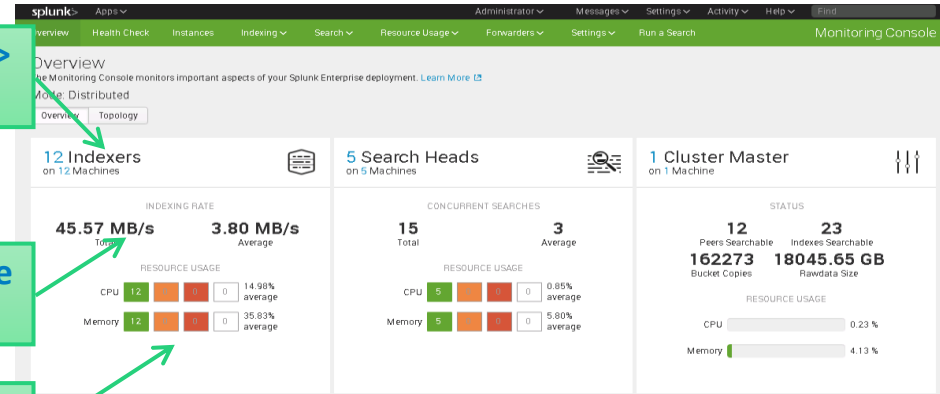 splunk> Apps Administrator Messages Settings Activity Help Find
Overview Health Check Instances Indexing Search Resource Usage Forwarders Settings Run a Search Monitoring Console
>
Overview
The Monitoring Console monitors important aspects of your Splunk Enterprise deployment. Learn More
Mode: Distributed
Overview Topology
12 Indexers
on 12 Machines
INDEXING RATE
45.57 MB/s 3.80 MB/s
Total Average
RESOURCE USAGE
CPU 12 0 0 0 14.98% average
Memory 12 0 0 0 35.83% average
e
5 Search Heads
on 5 Machines
CONCURRENT SEARCHES
15 3
Total Average
RESOURCE USAGE
CPU 5 0 0 0 0.85% average
Memory 5 0 0 0 5.80% average
1 Cluster Master
on 1 Machine
STATUS
12 23
Peers Searchable Indexes Searchable
162273 18045.65 GB
Bucket Copies Rawdata Size
RESOURCE USAGE
CPU 0.23 %
Memory 4.13 %